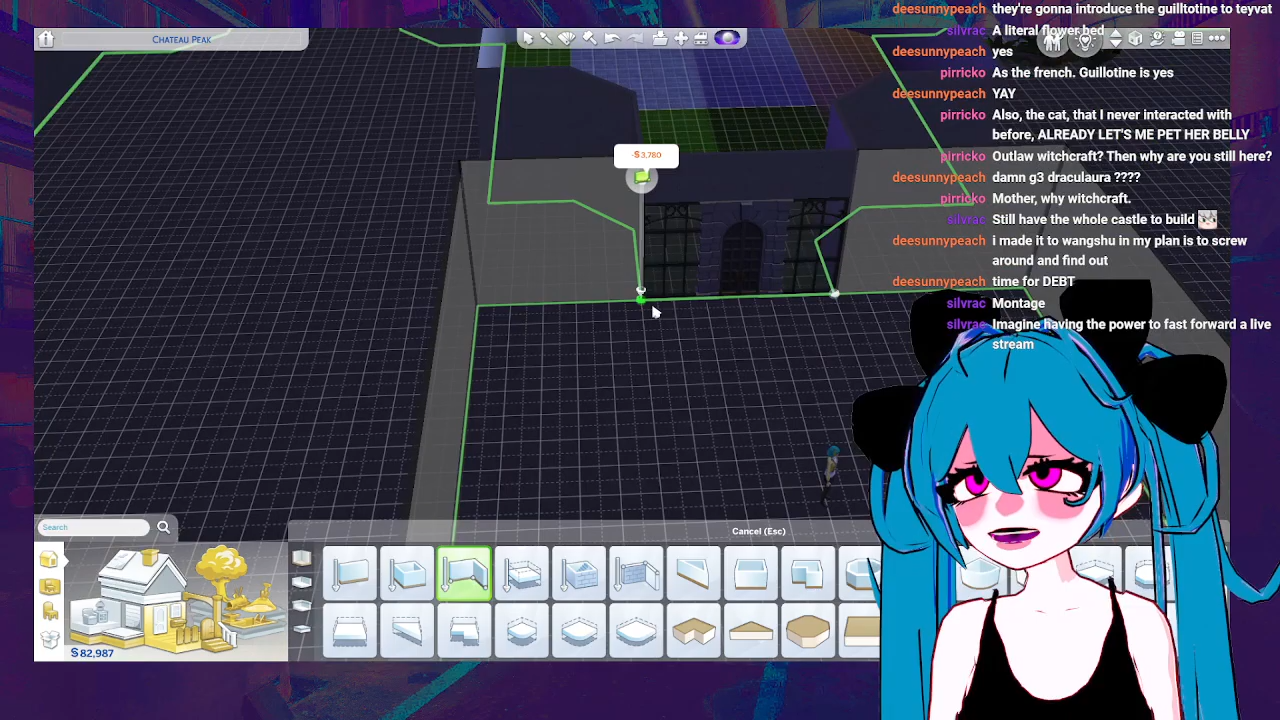 CHATEAU PEAK
-§3,780
deesunnypeach they're gonna introduce the guilltotine to teyvat
silvrac A literal flower bed
deesunnypeach yes
pirricko As the french. Guillotine is yes
deesunnypeach YAY
pirricko Also, the cat, that I never interacted with
before, ALREADY LET'S ME PET HER BELLY
pirricko Outlaw witchcraft? Then why are you still here?
deesunnypeach damn g3 draculaura ????
pirricko Mother, why witchcraft.
silvrac Still have the whole castle to build
deesunnypeach i made it to wangshu in my plan is to screw
around and find out
deesunnypeach time for DEBT
silvrac Montage
silvrac Imagine having the power to fast forward a live
stream
Search
Cancel (Esc)
§82,987